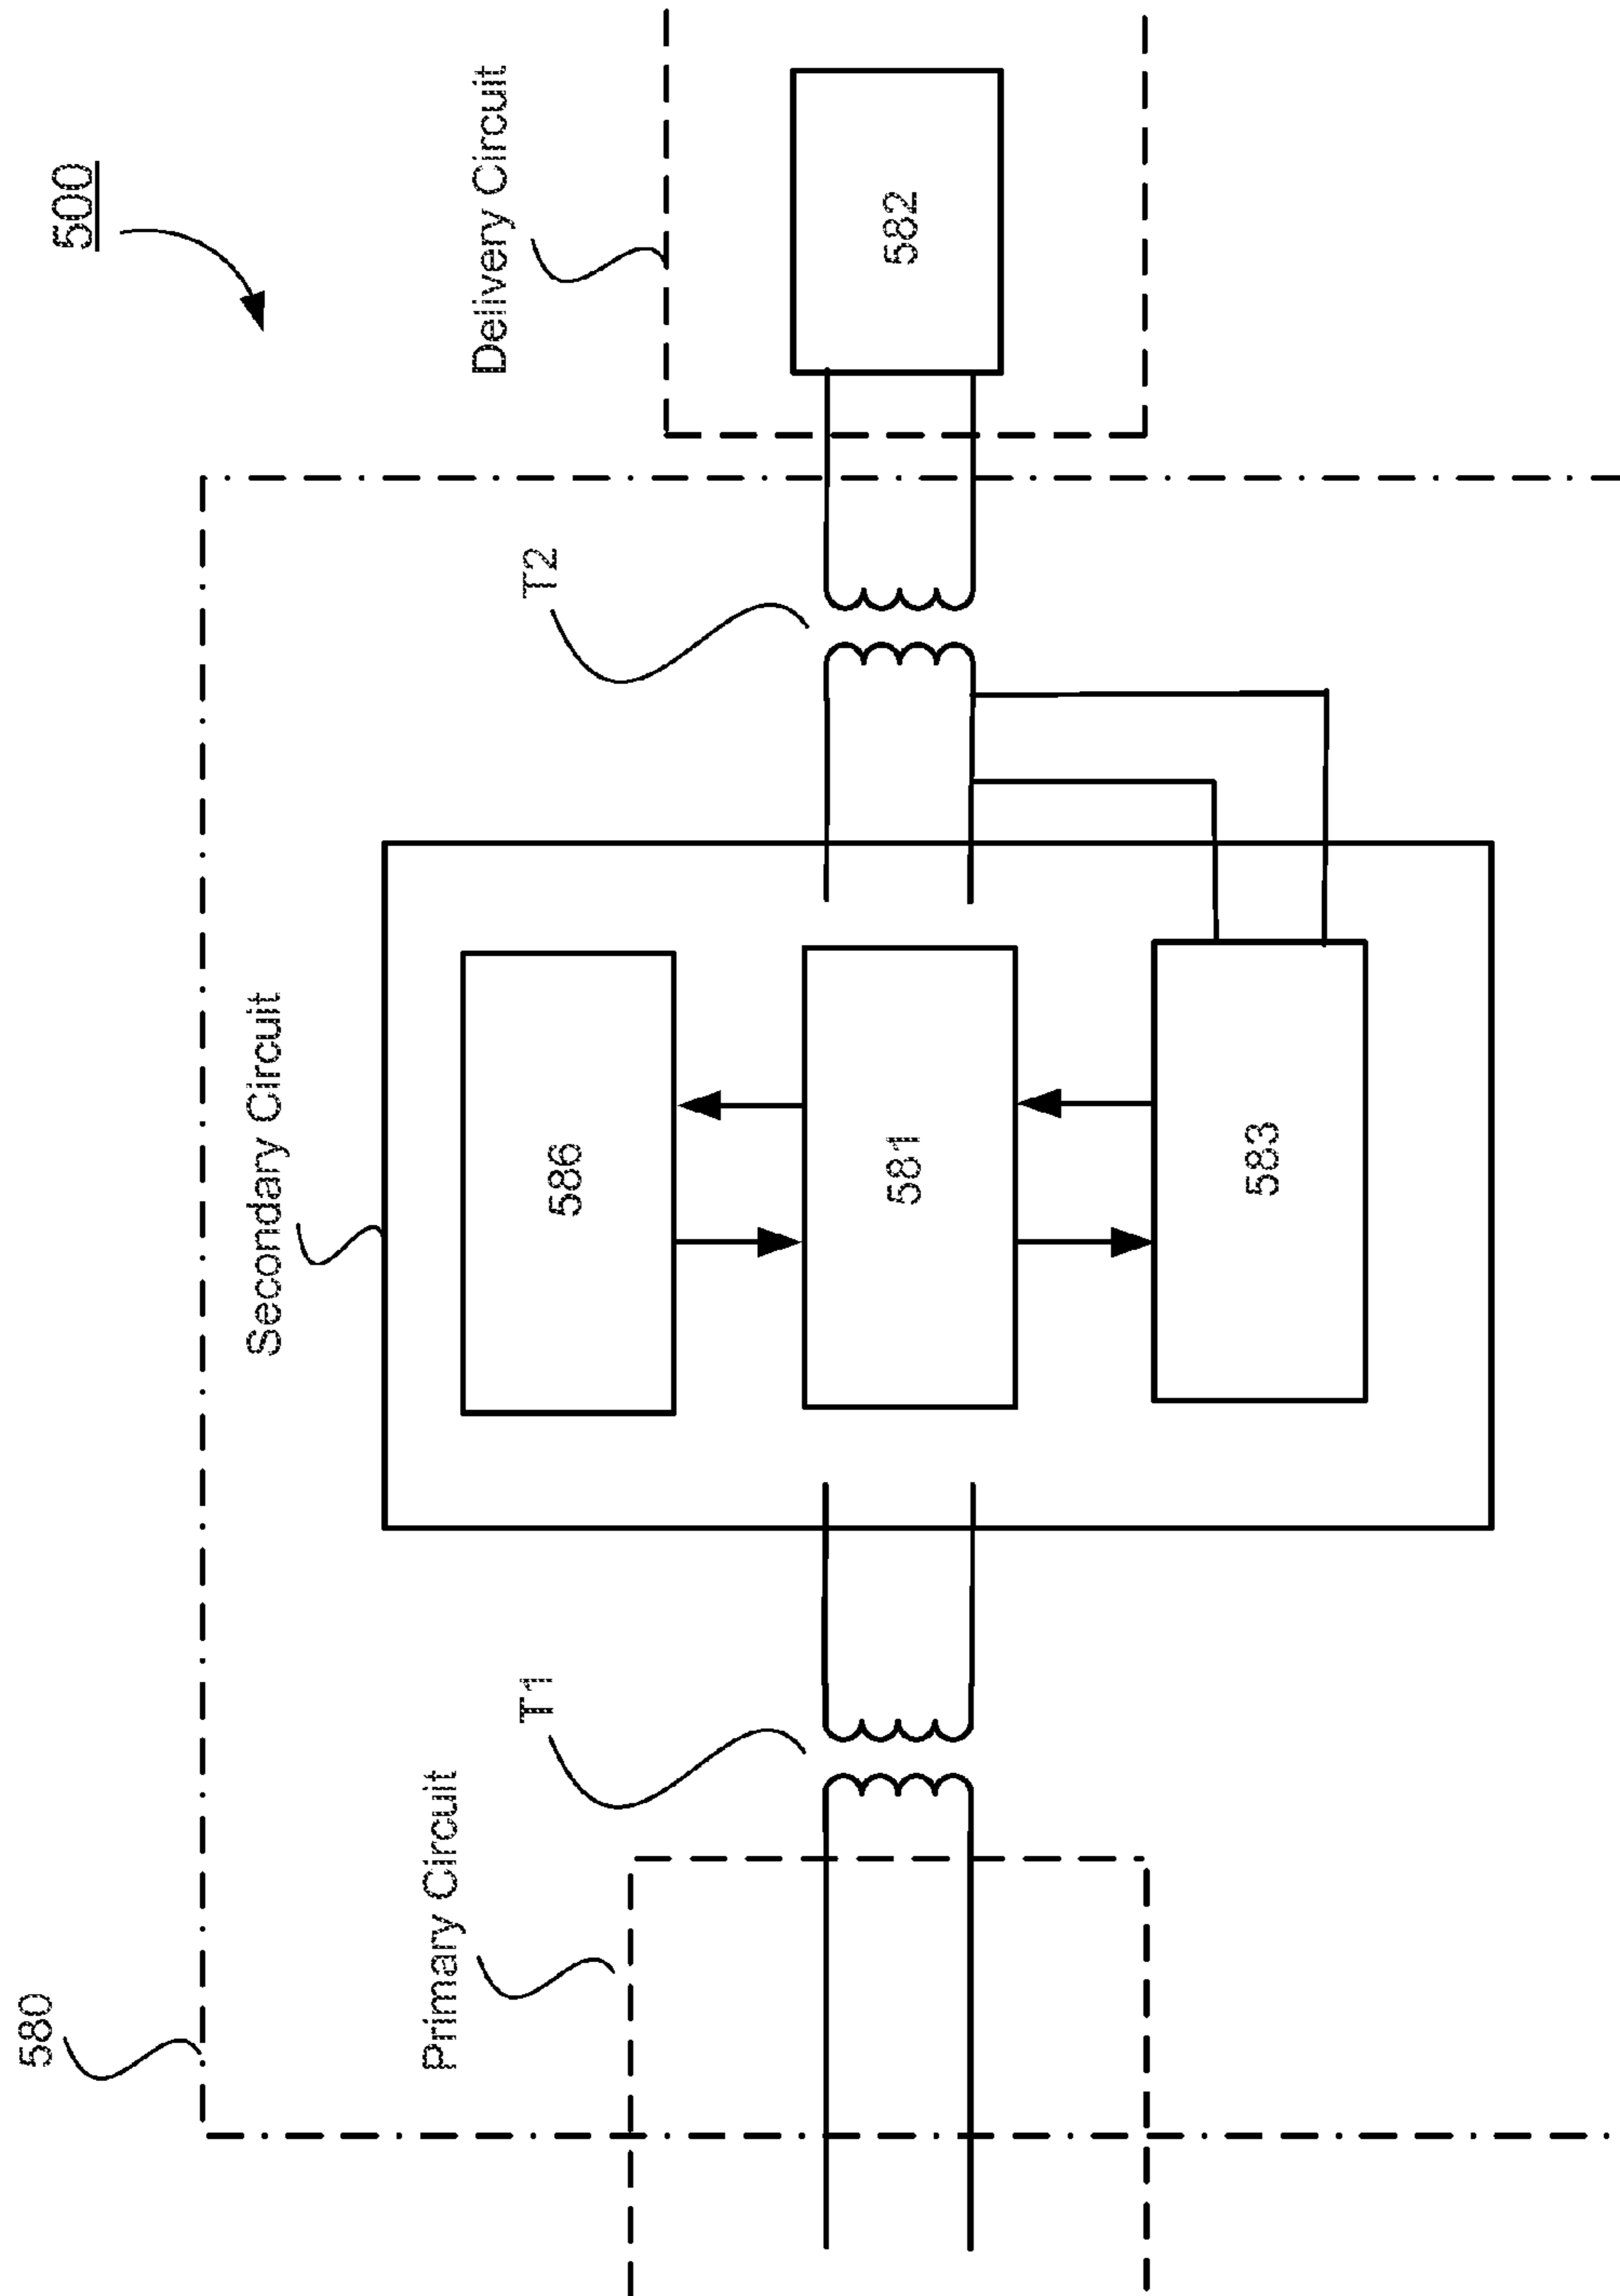 500
Delivery Circuit
582
T2
Secondary Circuit
586
581
583
T1
Primary Circuit
580